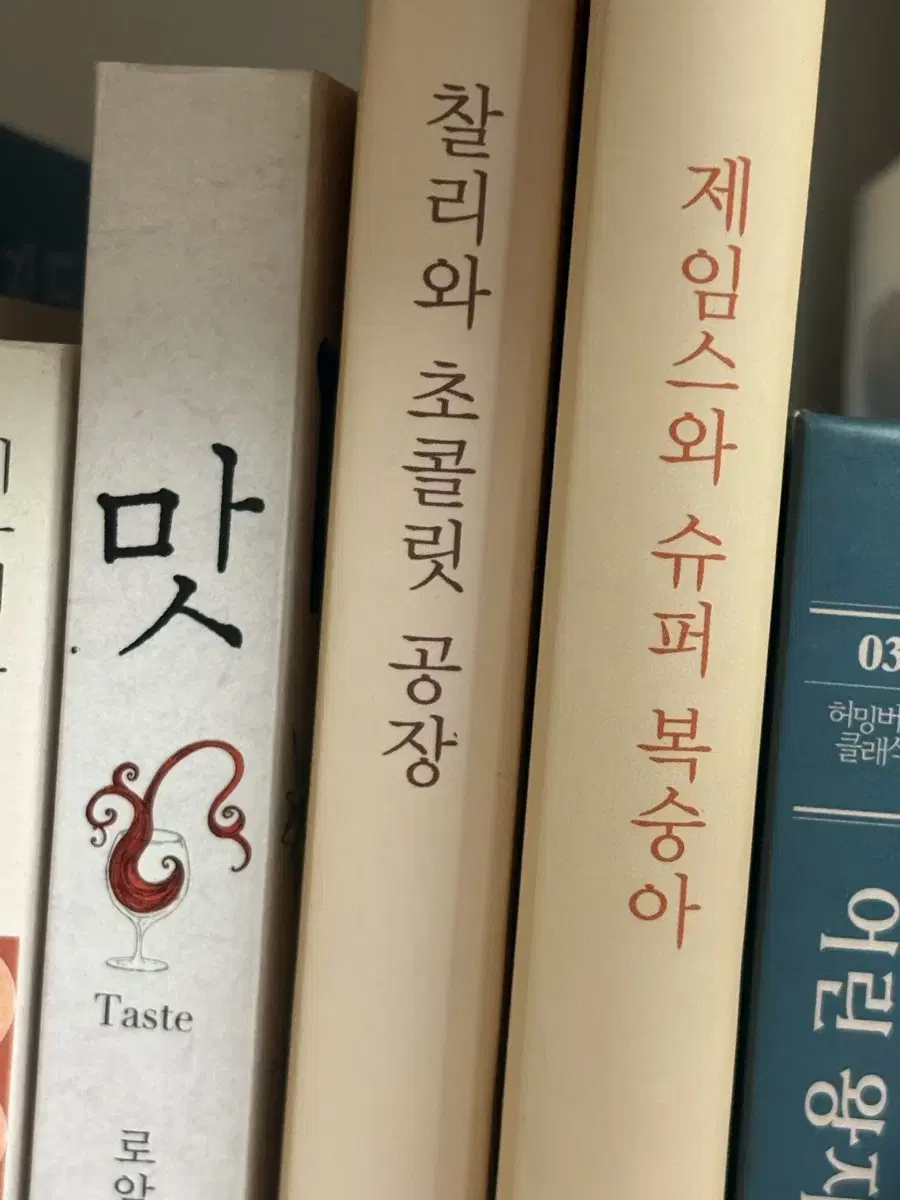 맛
Taste
로알
찰리와 초콜릿 공장
제임스와 슈퍼 복숭아
03
허밍버
클래식
어린 왕자